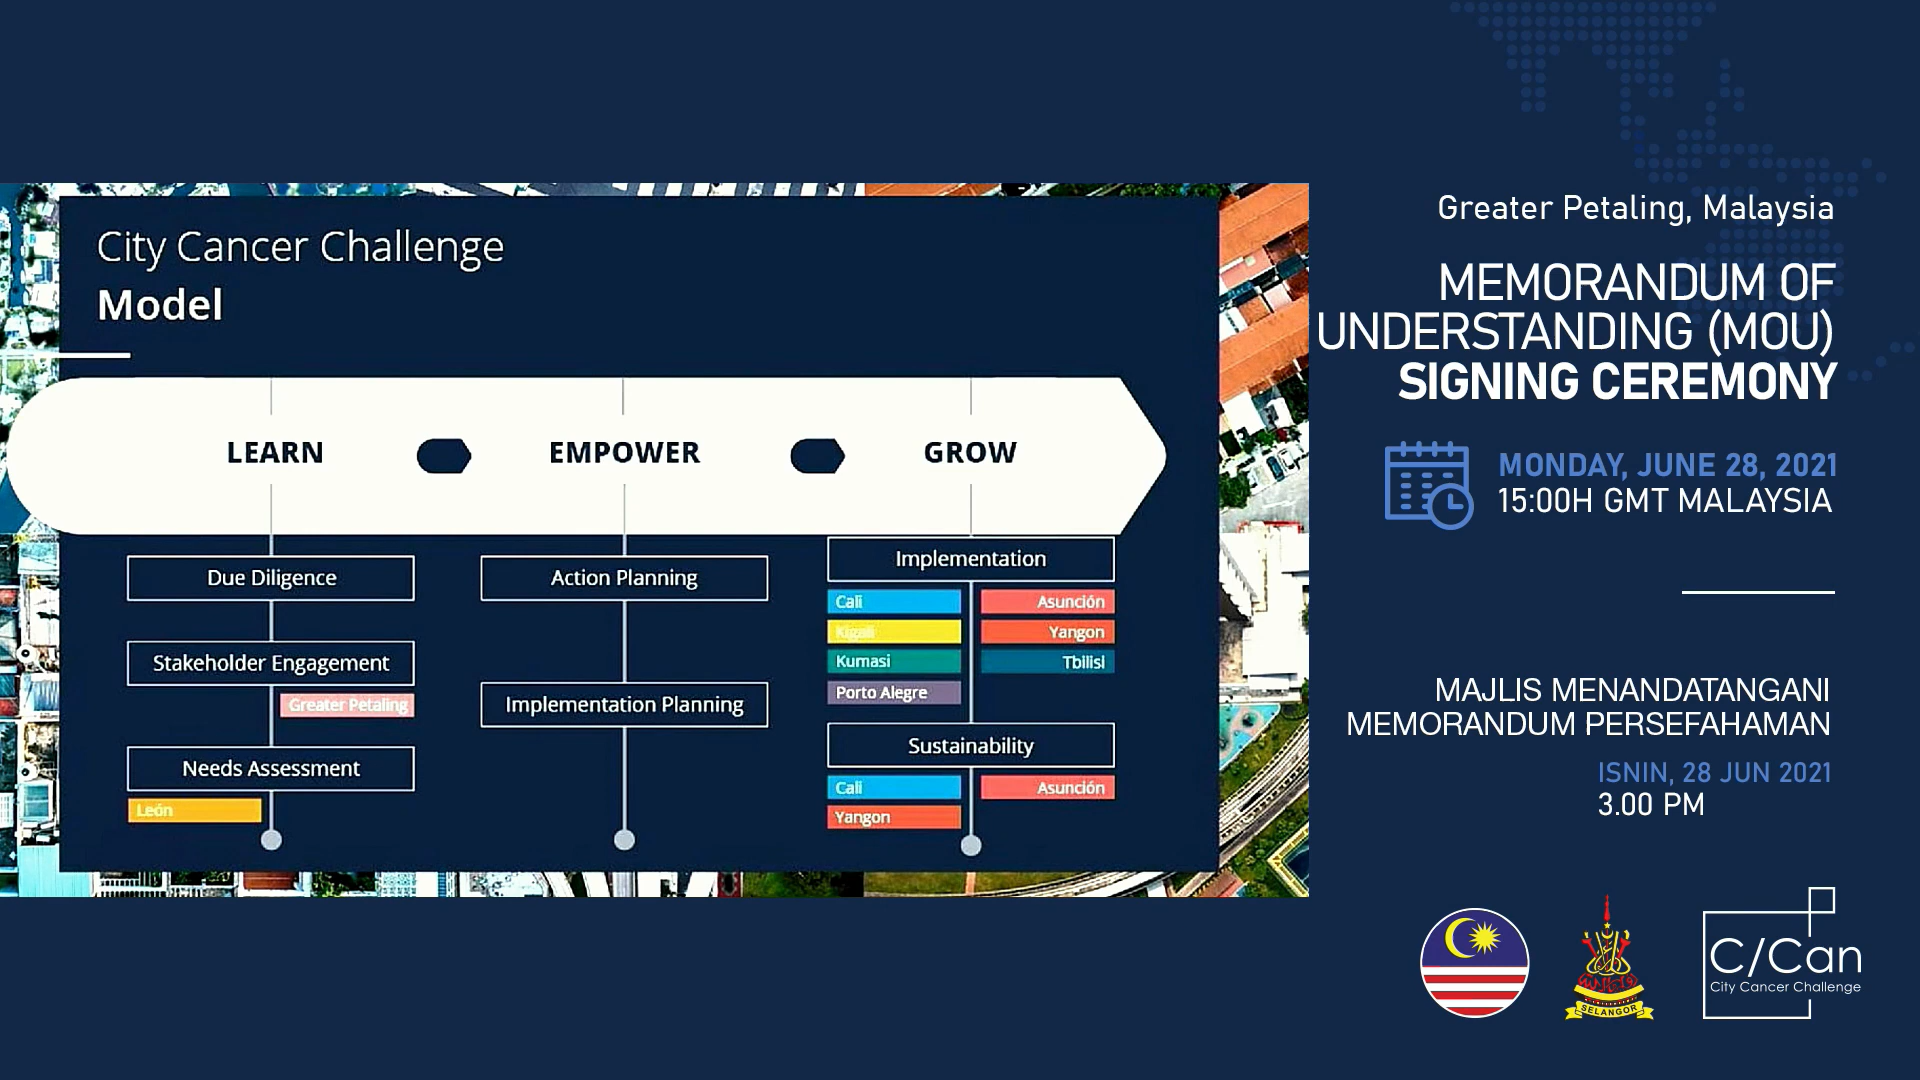 City Cancer Challenge
Model
LEARN
EMPOWER
GROW
Due Diligence
Stakeholder Engagement
Greater Petaling
Needs Assessment
León
Action Planning
Implementation Planning
Implementation
Cali
Asunción
Kigali
Yangon
Kumasi
Tbilisi
Porto Alegre
Sustainability
Cali
Asunción
Yangon
Greater Petaling, Malaysia
MEMORANDUM OF
UNDERSTANDING (MOU)
SIGNING CEREMONY
MONDAY, JUNE 28, 2021
15:00H GMT MALAYSIA
MAJLIS MENANDATANGANI
MEMORANDUM PERSEFAHAMAN
ISNIN, 28 JUN 2021
3.00 PM
SELANGOR
C/Can
City Cancer Challenge